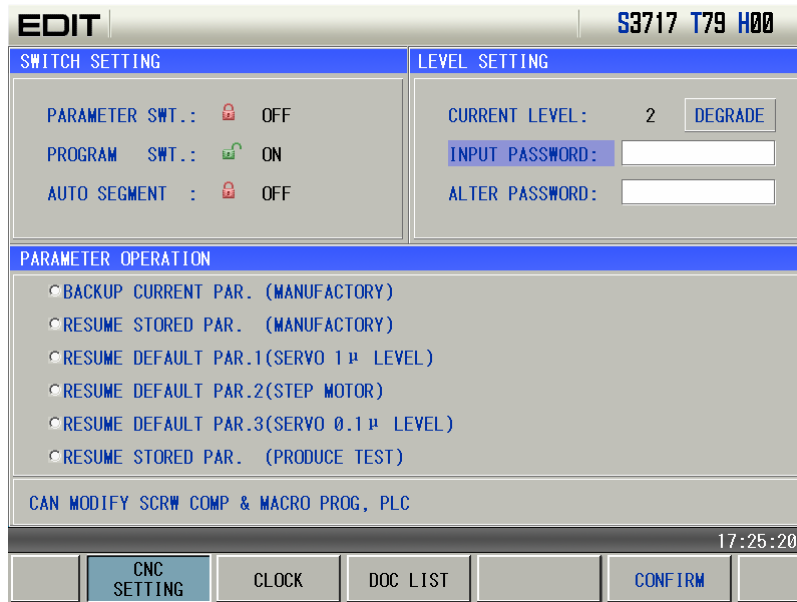 EDIT
S3717 T79 H00
SWITCH SETTING
PARAMETER SWT.: OFF
PROGRAM SWT.: ON
AUTO SEGMENT : OFF
LEVEL SETTING
CURRENT LEVEL: 2 DEGRADE
INPUT PASSWORD:
ALTER PASSWORD:
PARAMETER OPERATION
BACKUP CURRENT PAR. (MANUFACTORY)
RESUME STORED PAR. (MANUFACTORY)
RESUME DEFAULT PAR.1(SERVO 1μ LEVEL)
RESUME DEFAULT PAR.2(STEP MOTOR)
RESUME DEFAULT PAR.3(SERVO 0.1μ LEVEL)
RESUME STORED PAR. (PRODUCE TEST)
CAN MODIFY SCRW COMP & MACRO PROG, PLC
17:25:20
CNC
SETTING
CLOCK
DOC LIST
CONFIRM